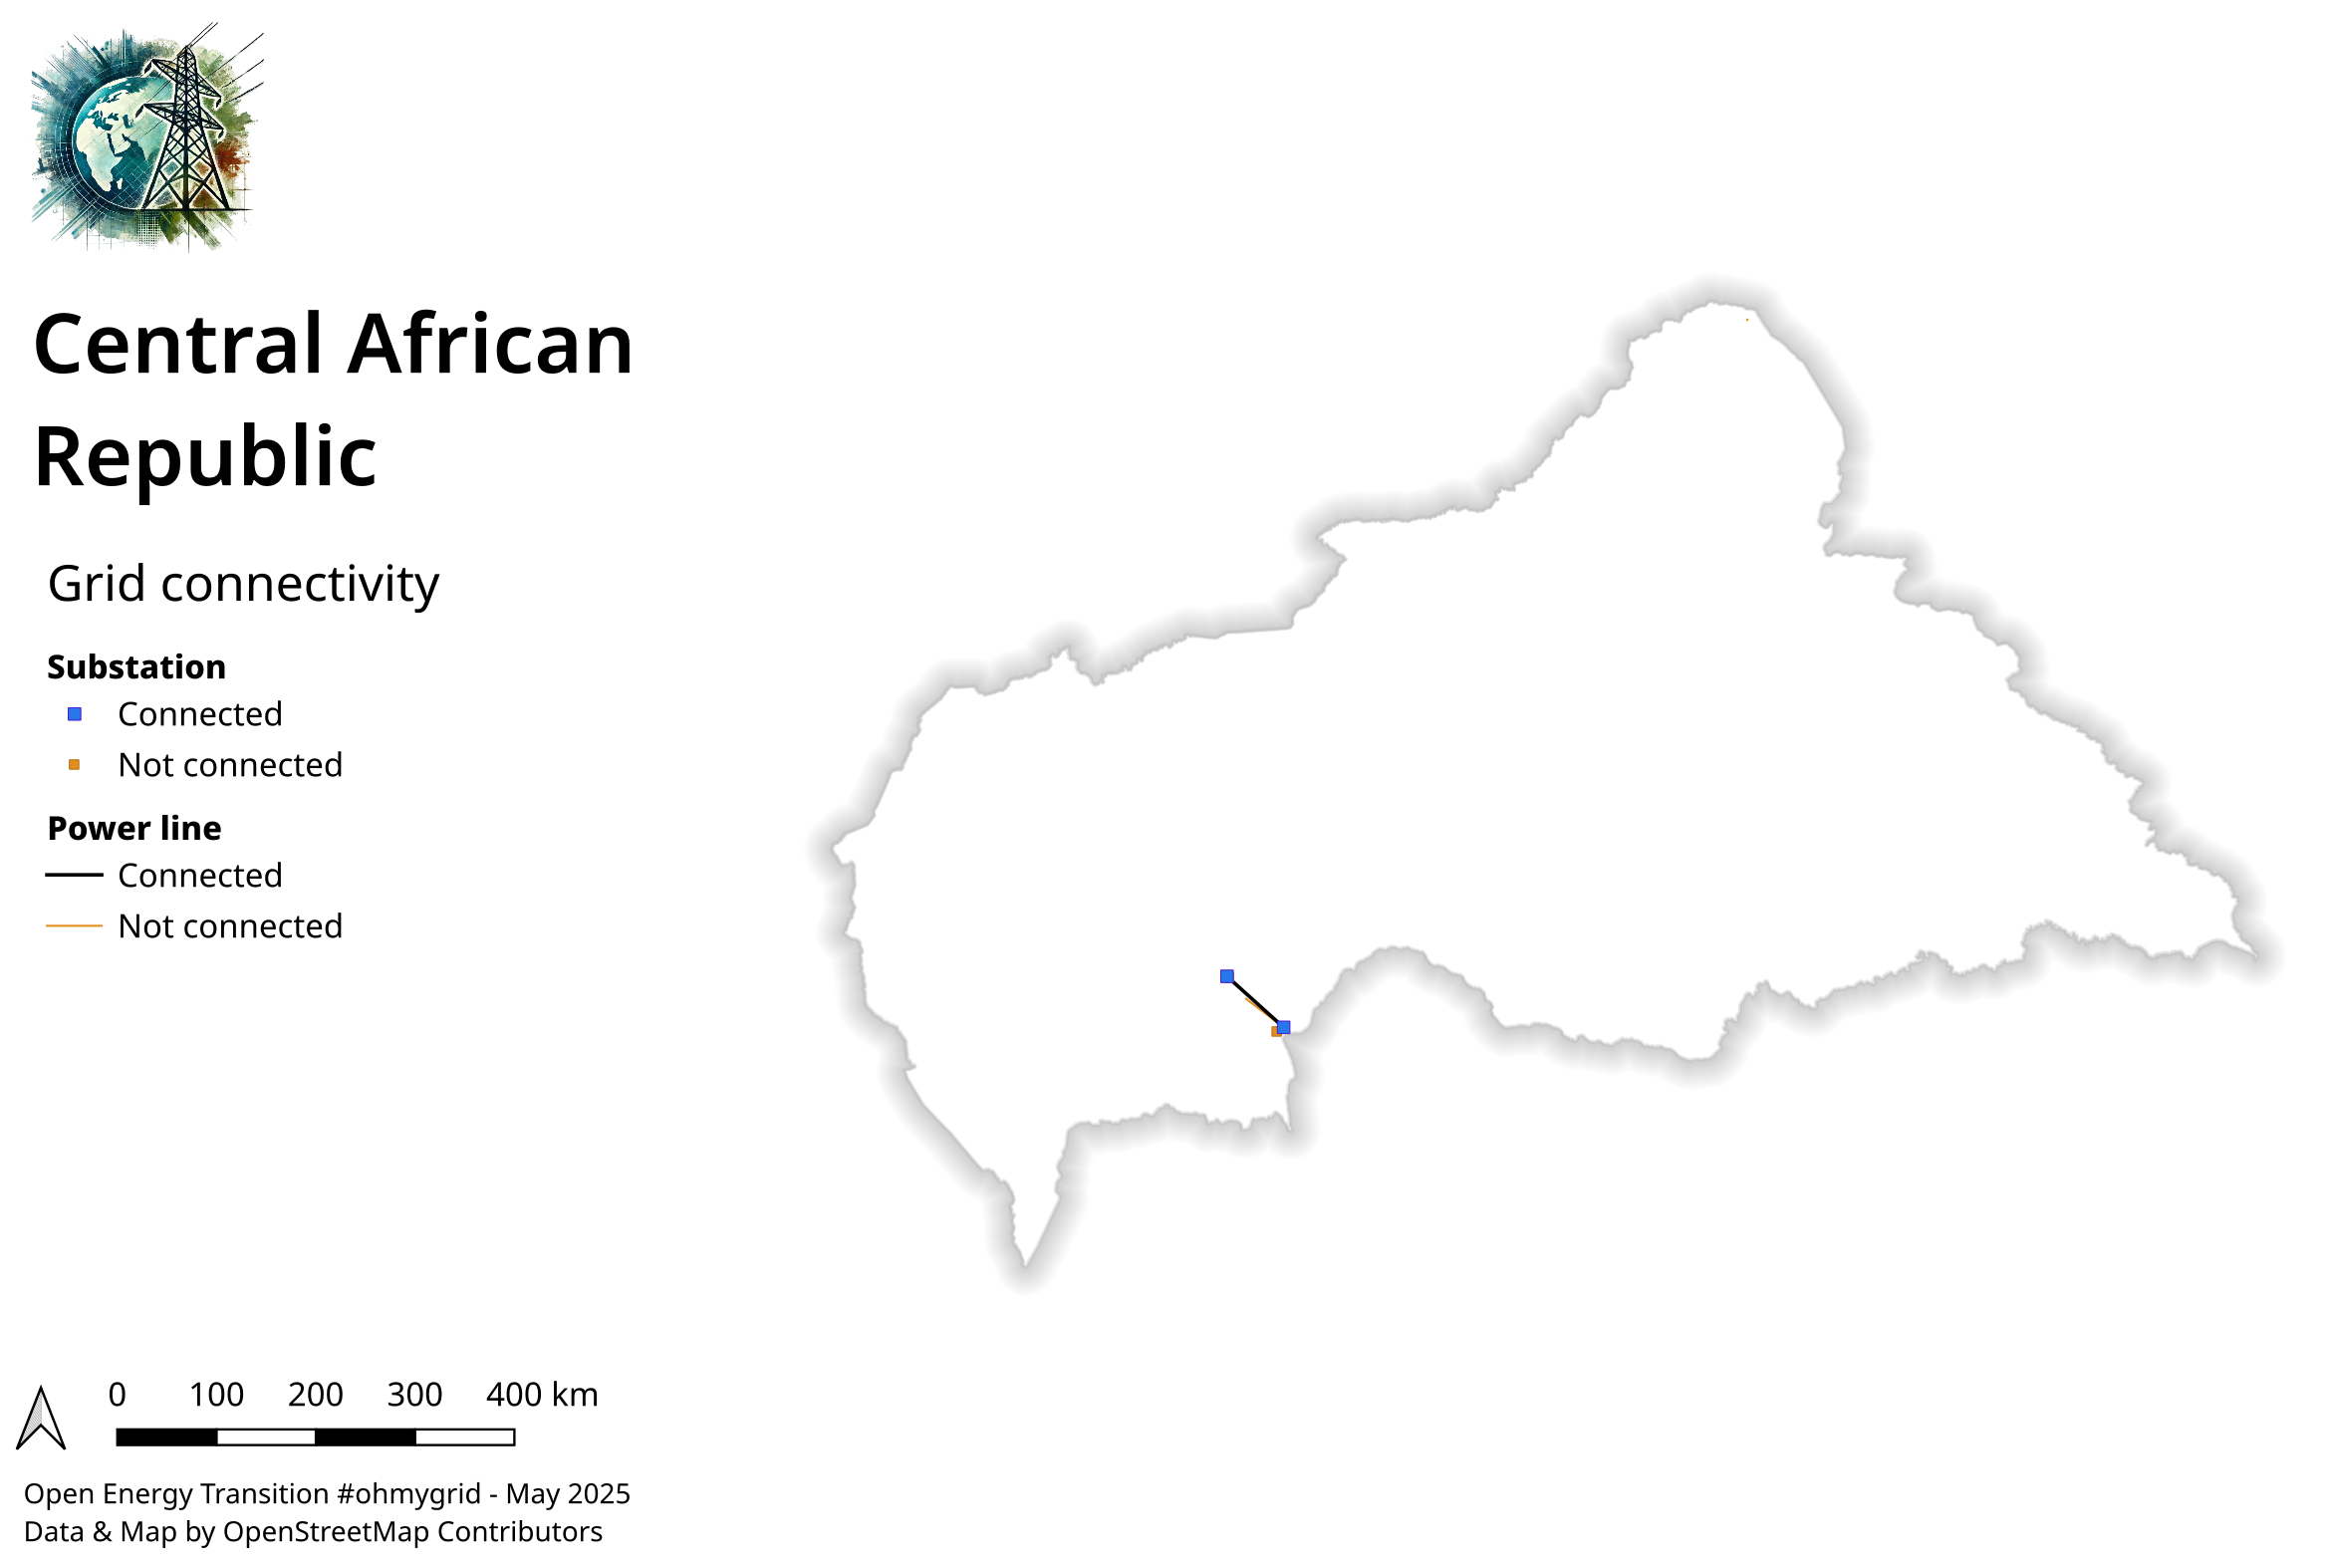 Central African
Republic
Grid connectivity
Substation
Connected
Not connected
Power line
Connected
Not connected
0 100 200 300 400 km
Open Energy Transition #ohmygrid - May 2025
Data & Map by OpenStreetMap Contributors